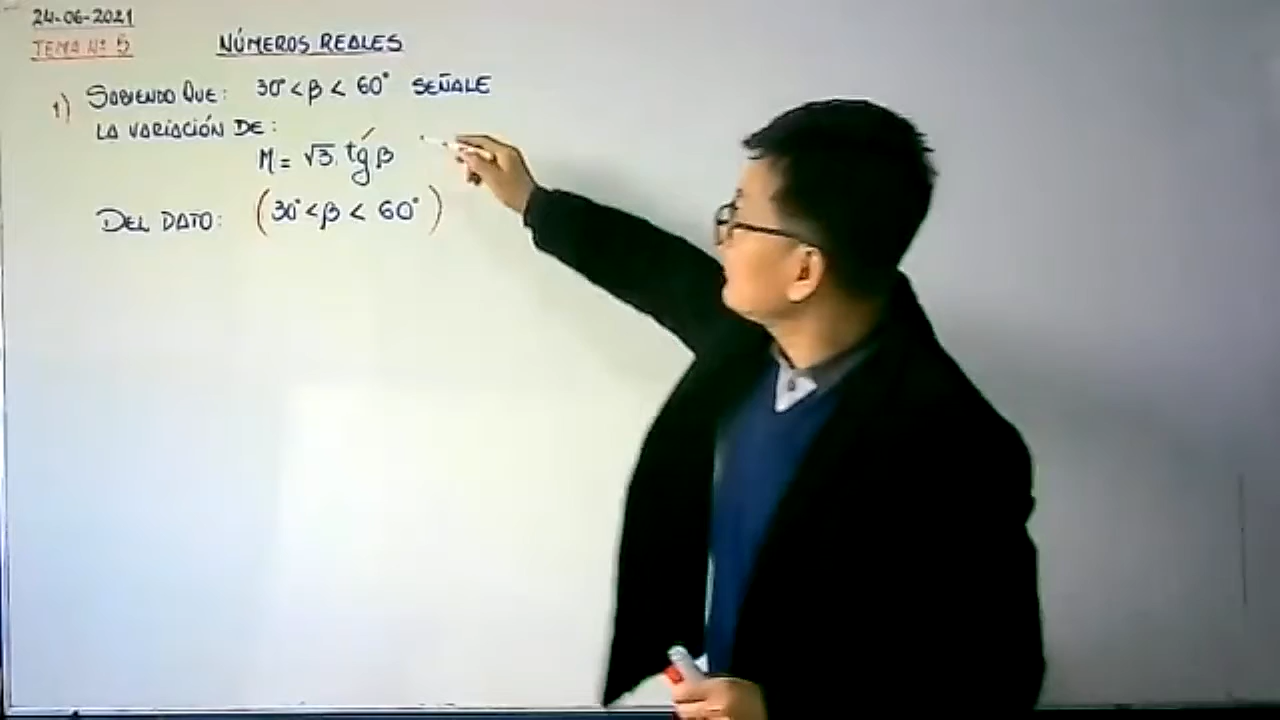 24-06-2021
TEMA Nº 5
NÚMEROS REALES
1) SABIENDO QUE: 30° < β < 60° SEÑALE
LA VARIACIÓN DE:
M = √3. tg β
DEL DATO: (30° < β < 60°)